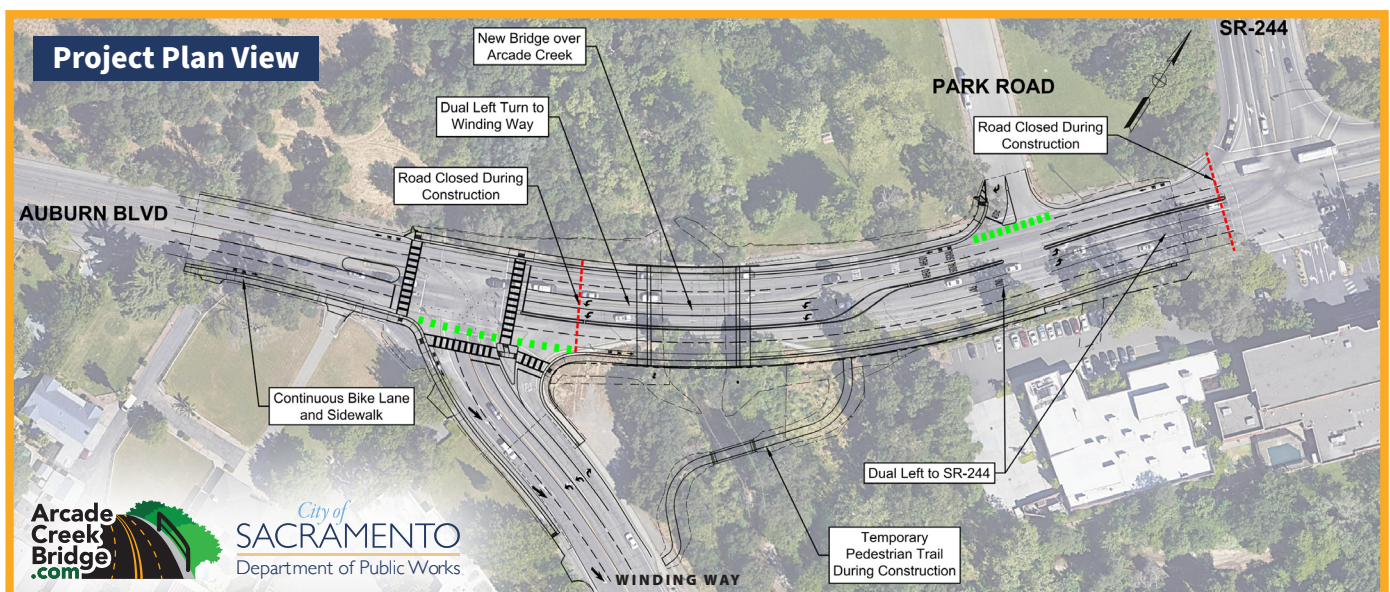 Project Plan View
New Bridge over
Arcade Creek
SR-244
PARK ROAD
Dual Left Turn to
Winding Way
Road Closed During
Construction
Road Closed During
Construction
AUBURN BLVD
Continuous Bike Lane
and Sidewalk
Dual Left to SR-244
Temporary
Pedestrian Trail
During Construction
Arcade
Creek
Bridge
.com
City of
SACRAMENTO
Department of Public Works
WINDING WAY